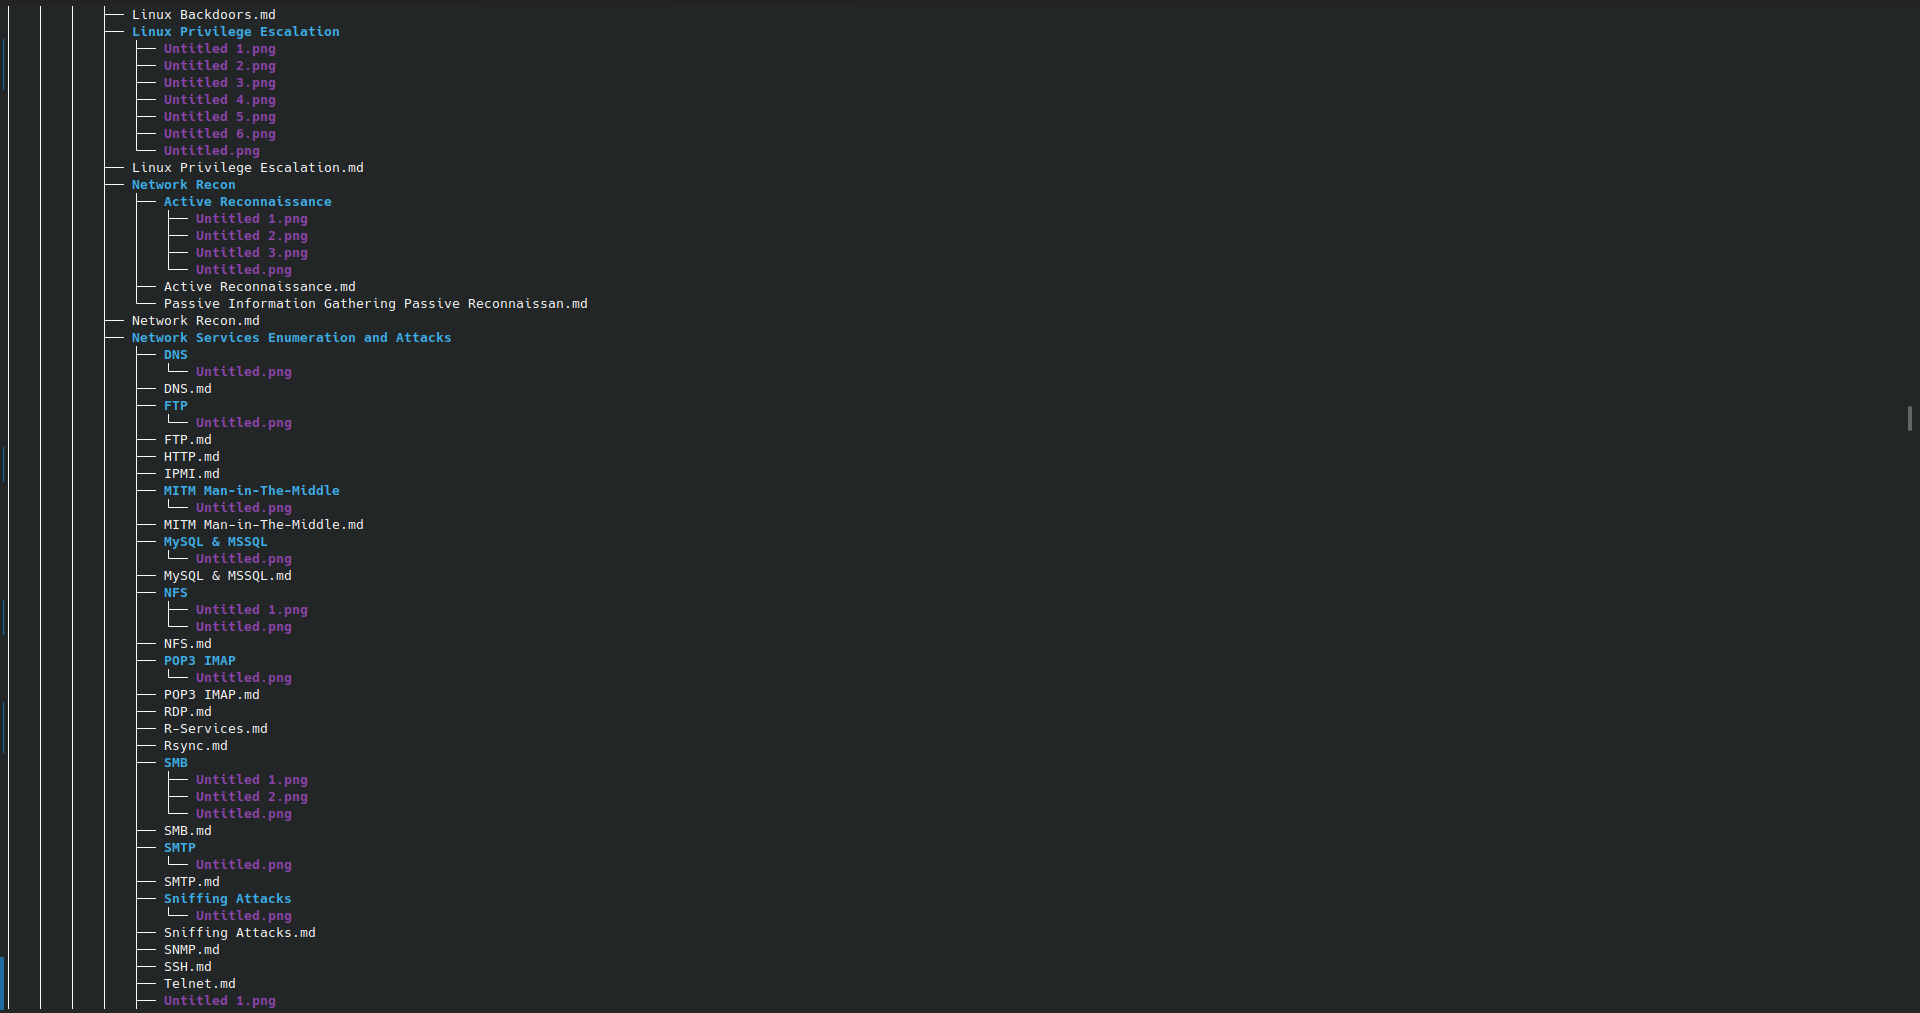 Linux Backdoors.md
Linux Privilege Escalation
Untitled 1.png
Untitled 2.png
Untitled 3.png
Untitled 4.png
Untitled 5.png
Untitled 6.png
Untitled.png
Linux Privilege Escalation.md
Network Recon
Active Reconnaissance
Untitled 1.png
Untitled 2.png
Untitled 3.png
Untitled.png
Active Reconnaissance.md
Passive Information Gathering Passive Reconnaissan.md
Network Recon.md
Network Services Enumeration and Attacks
DNS
Untitled.png
DNS.md
FTP
Untitled.png
FTP.md
HTTP.md
IPMI.md
MITM Man-in-The-Middle
Untitled.png
MITM Man-in-The-Middle.md
MySQL & MSSQL
Untitled.png
MySQL & MSSQL.md
NFS
Untitled 1.png
Untitled.png
NFS.md
POP3 IMAP
Untitled.png
POP3 IMAP.md
RDP.md
R-Services.md
Rsync.md
SMB
Untitled 1.png
Untitled 2.png
Untitled.png
SMB.md
SMTP
Untitled.png
SMTP.md
Sniffing Attacks
Untitled.png
Sniffing Attacks.md
SNMP.md
SSH.md
Telnet.md
Untitled 1.png